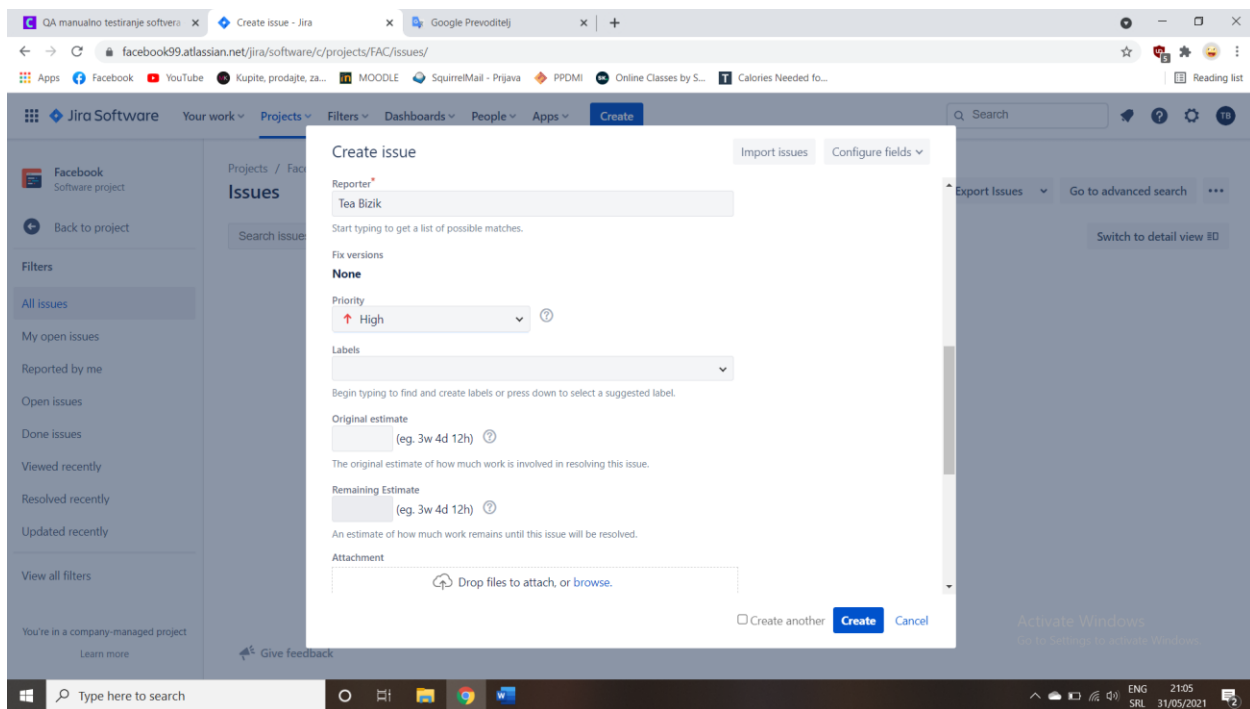 QA manualno testiranje softvera
Create issue - Jira
Google Prevoditelj
facebook99.atlassian.net/jira/software/c/projects/FAC/issues/
Apps Facebook YouTube Kupite, prodajte, za... MOODLE SquirrelMail - Prijava PPDMI Online Classes by S... Calories Needed fo... Reading list
Jira Software Your work Projects Filters Dashboards People Apps Create Search TB
Facebook
Software project
Back to project
Filters
All issues
My open issues
Reported by me
Open issues
Done issues
Viewed recently
Resolved recently
Updated recently
View all filters
You're in a company-managed project
Learn more
Projects / Face
Issues
Search issue
Export Issues Go to advanced search
Switch to detail view
Give feedback
Create issue Import issues Configure fields
Reporter*
Tea Bizik
Start typing to get a list of possible matches.
Fix versions
None
Priority
High
Labels
Begin typing to find and create labels or press down to select a suggested label.
Original estimate
(eg. 3w 4d 12h)
The original estimate of how much work is involved in resolving this issue.
Remaining Estimate
(eg. 3w 4d 12h)
An estimate of how much work remains until this issue will be resolved.
Attachment
Drop files to attach, or browse.
Create another Create Cancel
Activate Windows
Go to Settings to activate Windows.
Type here to search
ENG
SRL
21:05
31/05/2021
2